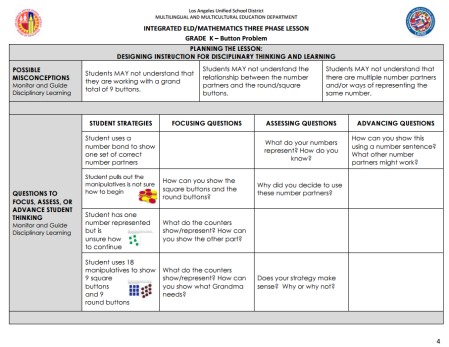 Los Angeles Unified School District
MULTILINGUAL AND MULTICULTURAL EDUCATION DEPARTMENT
INTEGRATED ELD/MATHEMATICS THREE PHASE LESSON
GRADE K – Button Problem
PLANNING THE LESSON:
DESIGNING INSTRUCTION FOR DISCIPLINARY THINKING AND LEARNING
POSSIBLE
MISCONCEPTIONS
Monitor and Guide
Disciplinary Learning
Students MAY not understand that
they are working with a grand
total of 9 buttons.
Students MAY not understand the
relationship between the number
partners and the round/square
buttons.
Students MAY not understand that
there are multiple number partners
and/or ways of representing the
same number.
QUESTIONS TO
FOCUS, ASSESS, OR
ADVANCE STUDENT
THINKING
Monitor and Guide
Disciplinary Learning
STUDENT STRATEGIES
FOCUSING QUESTIONS
ASSESSING QUESTIONS
ADVANCING QUESTIONS
Student uses a
number bond to show
one set of correct
number partners
What do your numbers
represent? How do you
know?
How can you show this
using a number sentence?
What other number
partners might work?
Student pulls out the
manipulatives is not sure
how to begin
How can you show the
square buttons and the
round buttons?
Why did you decide to use
these number partners?
Student has one
number represented
but is
unsure how
to continue
What do the counters
show/represent? How can
you show the other part?
Student uses 18
manipulatives to show
9 square
buttons
and 9
round buttons
What do the counters
show/represent? How can
you show what Grandma
needs?
Does your strategy make
sense? Why or why not?
4